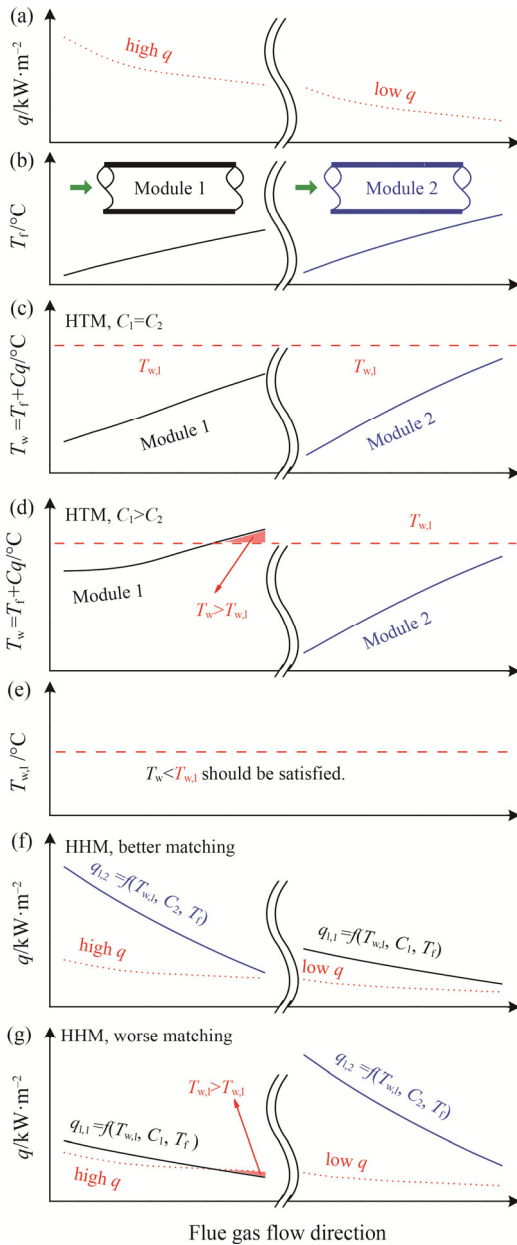 (a)
q/kW·m⁻²
high q
low q
(b)
T_f/°C
Module 1
Module 2
(c)
T_w=T_f+Cq/°C
HTM, C₁=C₂
T_w,l
T_w,l
Module 1
Module 2
(d)
T_w=T_f+Cq/°C
HTM, C₁>C₂
T_w,l
Module 1
T_w>T_w,l
Module 2
(e)
T_w,l/°C
T_w<T_w,l should be satisfied.
(f)
q/kW·m⁻²
HHM, better matching
q_l,2=f(T_w,l, C₂, T_f)
high q
q_l,1=f(T_w,l, C₁, T_f)
low q
(g)
q/kW·m⁻²
HHM, worse matching
T_w,l>T_w,l
q_l,2=f(T_w,l, C₂, T_f)
q_l,1=f(T_w,l, C₁, T_f)
high q
low q
Flue gas flow direction